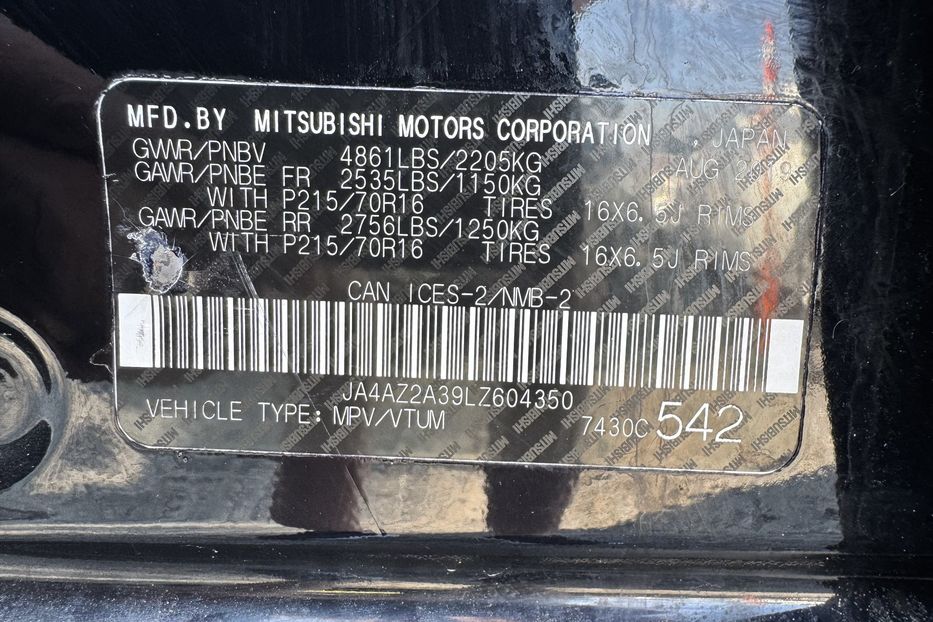 MFD.BY MITSUBISHI MOTORS CORPORATION , JAPAN
GVWR/PNBV 4861LBS/2205KG AUG
GAWR/PNBE FR 2535LBS/1150KG
WITH P215/70R16 TIRES 16X6.5J RIMS
GAWR/PNBE RR 2756LBS/1250KG
WITH P215/70R16 TIRES 16X6.5J RIMS
CAN ICES-2/NMB-2
JA4AZ2A39LZ604350
VEHICLE TYPE: MPV/VTUM 7430C 542